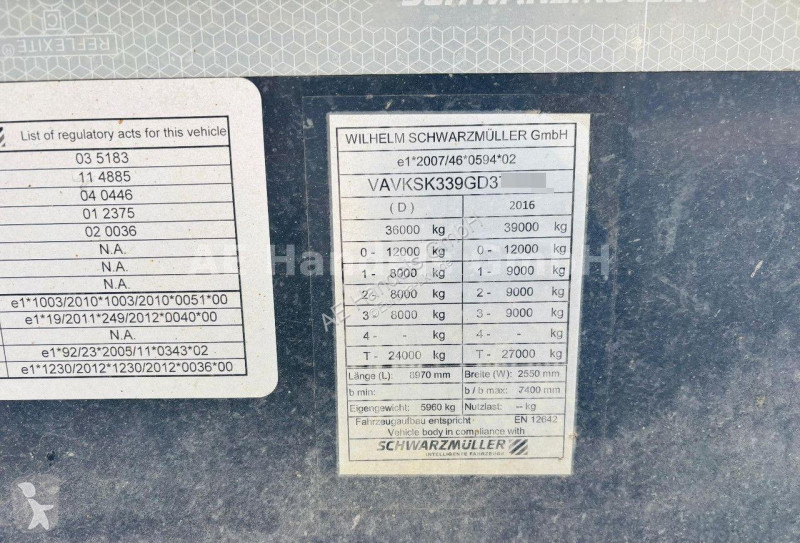 SCHWARZMÜLLER
REFLEXITE
List of regulatory acts for this vehicle
03 5183
11 4885
04 0446
01 2375
02 0036
N.A.
N.A.
N.A.
e1*1003/2010*1003/2010*0051*00
e1*19/2011*249/2012*0040*00
N.A.
e1*92/23*2005/11*0343*02
e1*1230/2012*1230/2012*0036*00
WILHELM SCHWARZMÜLLER GmbH
e1*2007/46*0594*02
VAVKSK339GD37
(D) 2016
36000 kg 39000 kg
0 - 12000 kg 0 - 12000 kg
1 - 8000 kg 1 - 9000 kg
2 - 8000 kg 2 - 9000 kg
3 - 8000 kg 3 - 9000 kg
4 - - kg 4 - - kg
T - 24000 kg T - 27000 kg
Länge (L): 8970 mm Breite (W): 2550 mm
b min: b / b max: 7400 mm
Eigengewicht: 5960 kg Nutzlast: -- kg
Fahrzeugaufbau entspricht EN 12642
Vehicle body in compliance with
SCHWARZMÜLLER
INTELLIGENTE FAHRZEUGE